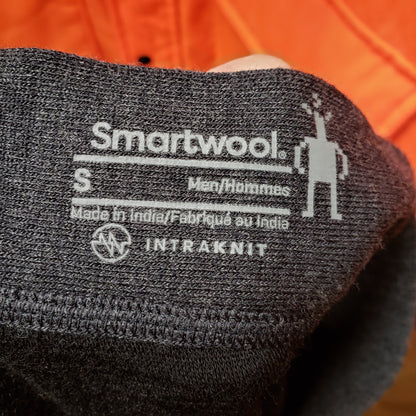 Smartwool®
S Men/Hommes
Made in India/Fabriqué au India
INTRAKNIT